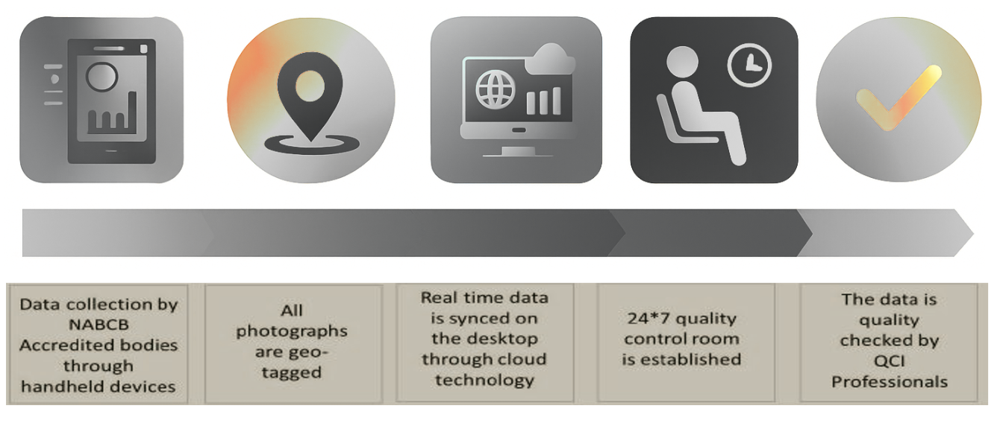 Data collection by
NABCB
Accredited bodies
through
handheld devices
All
photographs
are geo-
tagged
Real time data
is synced on
the desktop
through cloud
technology
24*7 quality
control room
is established
The data is
quality
checked by
QCI
Professionals